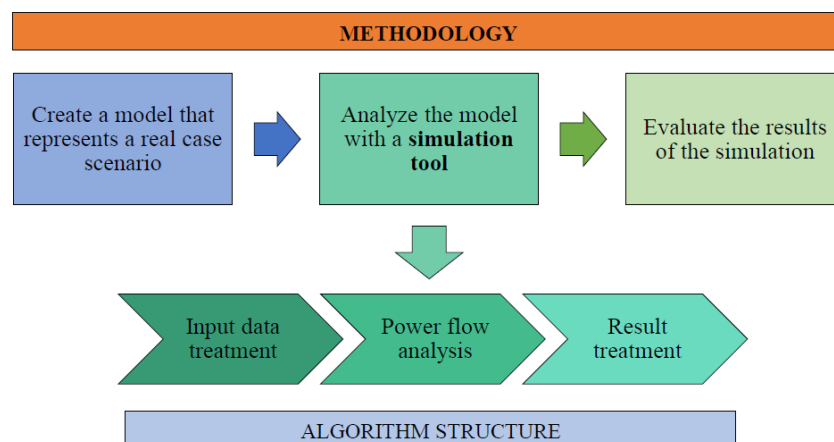 METHODOLOGY
Create a model that
represents a real case
scenario
Analyze the model
with a simulation
tool
Evaluate the results
of the simulation
Input data
treatment
Power flow
analysis
Result
treatment
ALGORITHM STRUCTURE